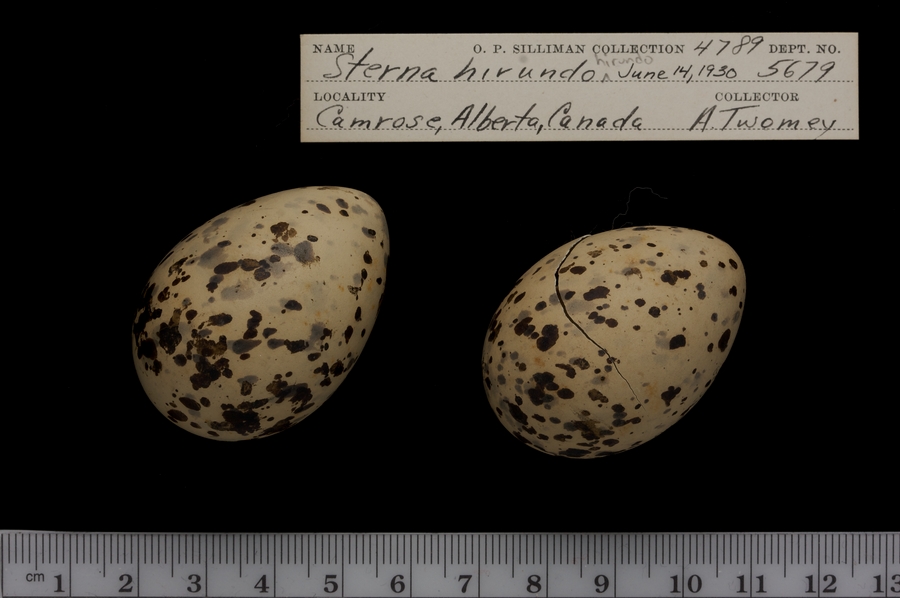 NAME O. P. SILLIMAN COLLECTION 4789 DEPT. NO.
hirundo
Sterna hirundo ^ June 14, 1930 5679
LOCALITY COLLECTOR
Camrose, Alberta, Canada A. Twomey
cm 1 2 3 4 5 6 7 8 9 10 11 12 13